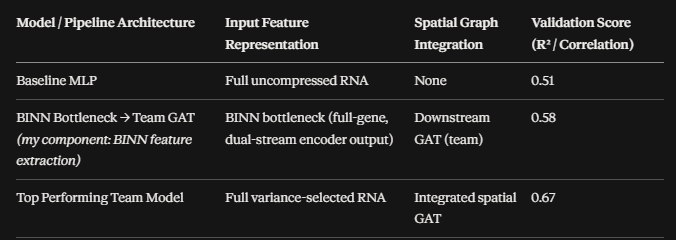 Model / Pipeline Architecture Input Feature Representation Spatial Graph Integration Validation Score (R² / Correlation)
Baseline MLP Full uncompressed RNA None 0.51
BINN Bottleneck → Team GAT (my component: BINN feature extraction) BINN bottleneck (full-gene, dual-stream encoder output) Downstream GAT (team) 0.58
Top Performing Team Model Full variance-selected RNA Integrated spatial GAT 0.67